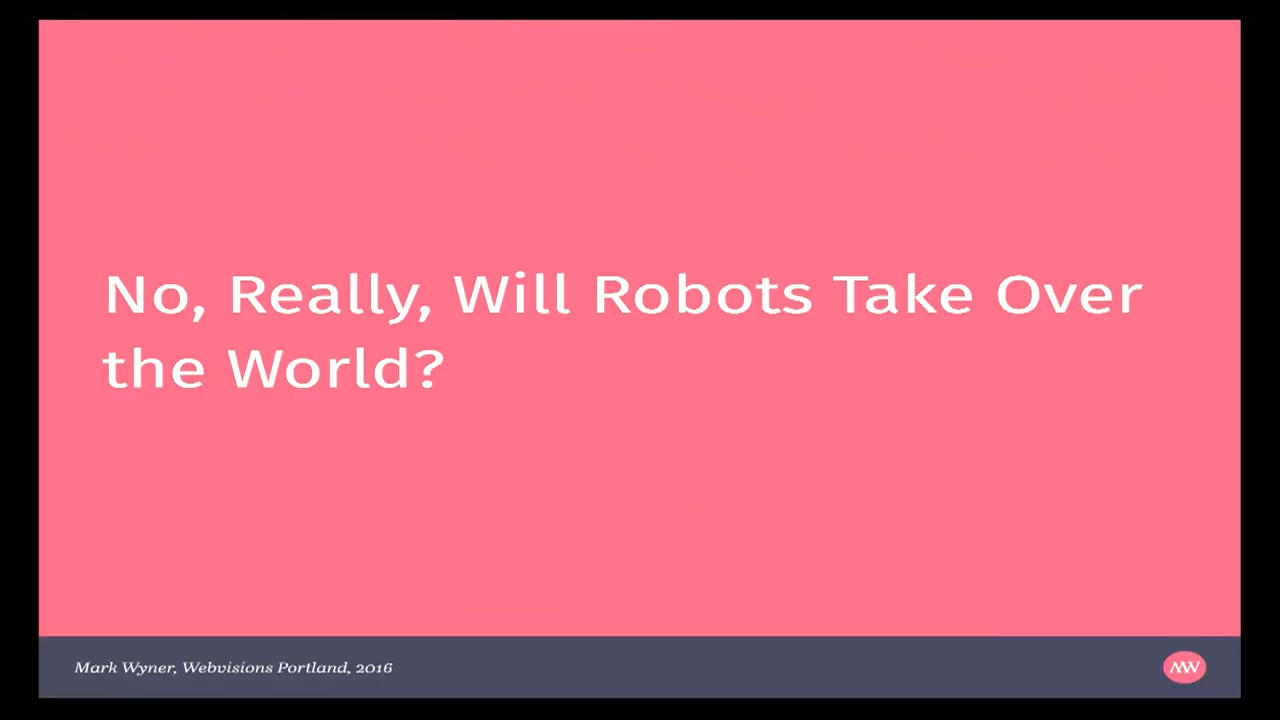 No, Really, Will Robots Take Over
the World?
Mark Wyner, Webvisions Portland, 2016
MW